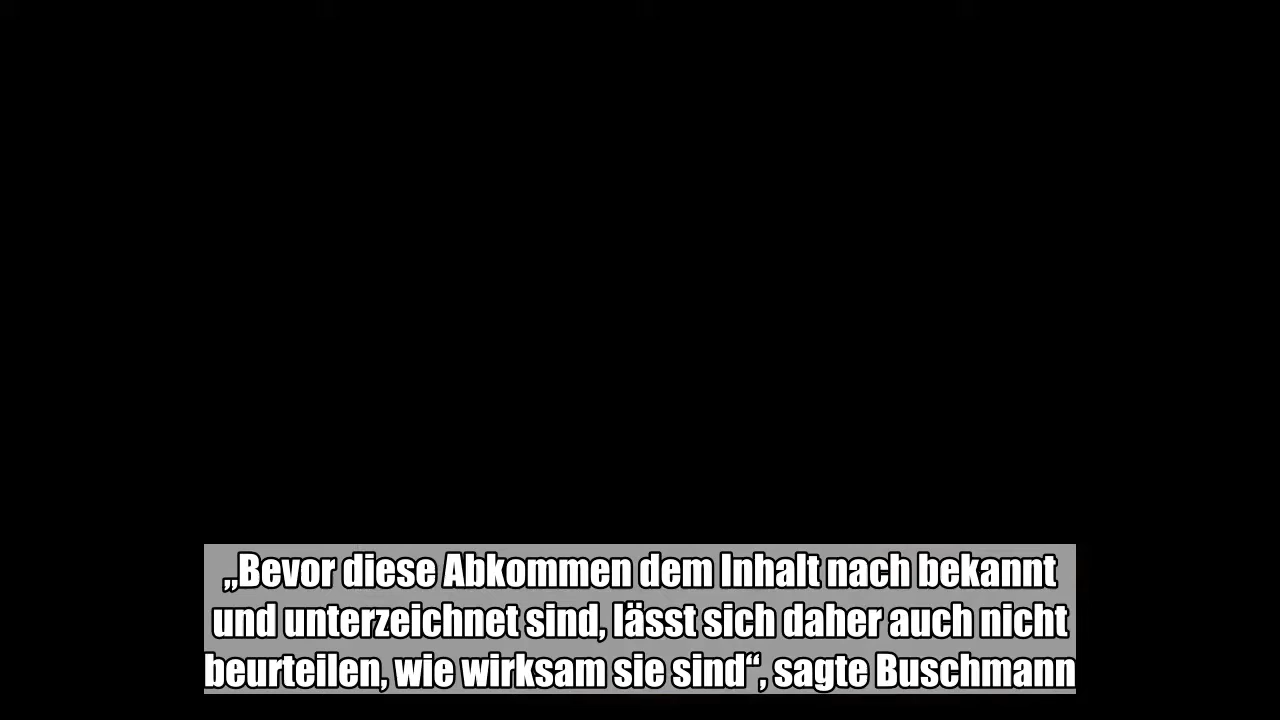 „Bevor diese Abkommen dem Inhalt nach bekannt
und unterzeichnet sind, lässt sich daher auch nicht
beurteilen, wie wirksam sie sind“, sagte Buschmann